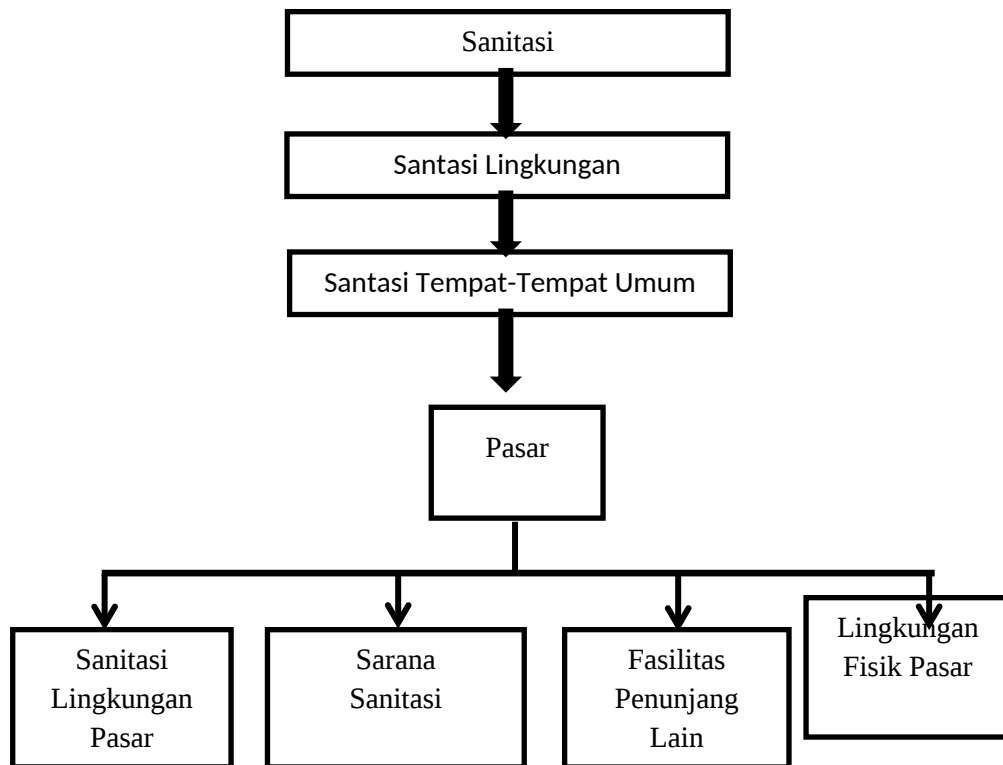 Sanitasi
Santasi Lingkungan
Santasi Tempat-Tempat Umum
Pasar
Sanitasi
Lingkungan
Pasar
Sarana
Sanitasi
Fasilitas
Penunjang
Lain
Lingkungan
Fisik Pasar